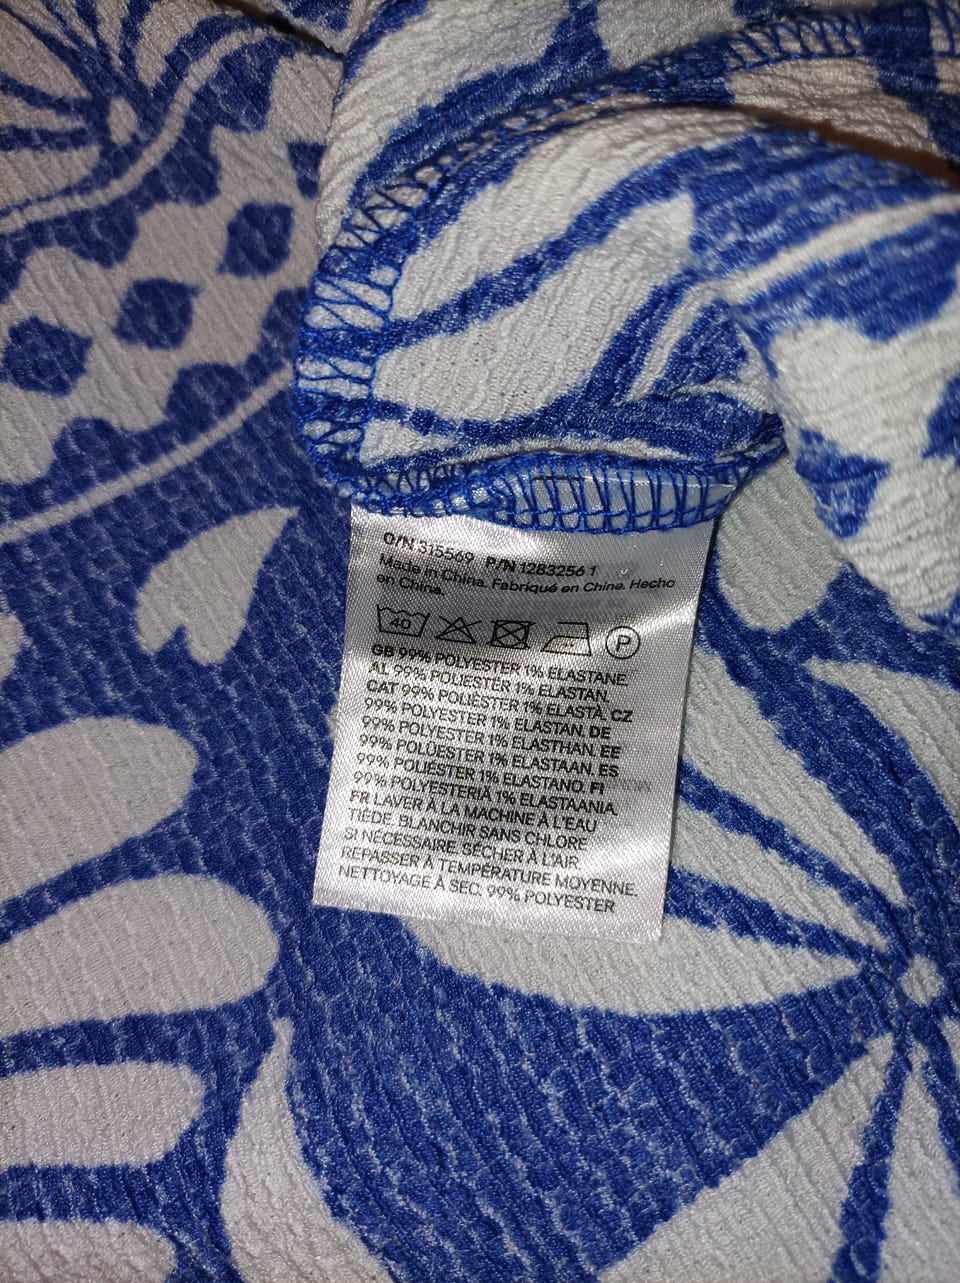 O/N 315569 P/N 1283256 1
Made in China. Fabriqué en Chine. Hecho
en China.
40 P
GB 99% POLYESTER 1% ELASTANE
AL 99% POLYESTER 1% ELASTAN.
CAT 99% POLIÈSTER 1% ELASTÀ. CZ
99% POLYESTER 1% ELASTAN. DE
99% POLYESTER 1% ELASTHAN. EE
99% POLÜESTER 1% ELASTAAN. ES
99% POLIÉSTER 1% ELASTANO. FI
99% POLYESTERIÄ 1% ELASTAANIA.
FR LAVER À LA MACHINE À L'EAU
TIÈDE. BLANCHIR SANS CHLORE
SI NÉCESSAIRE. SÉCHER À L'AIR.
REPASSER À TEMPÉRATURE MOYENNE.
NETTOYAGE À SEC. 99% POLYESTER